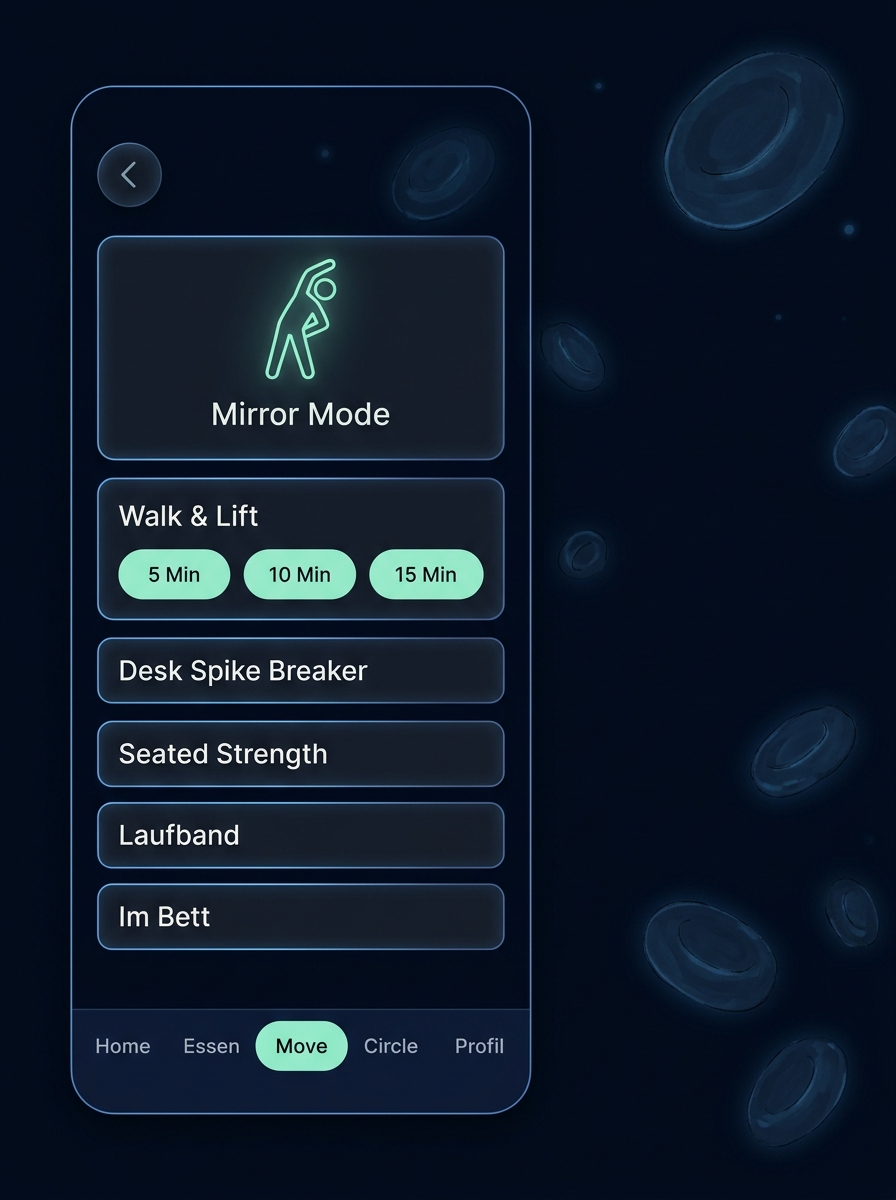 Mirror Mode
Walk & Lift
5 Min 10 Min 15 Min
Desk Spike Breaker
Seated Strength
Laufband
Im Bett
Home Essen Move Circle Profil